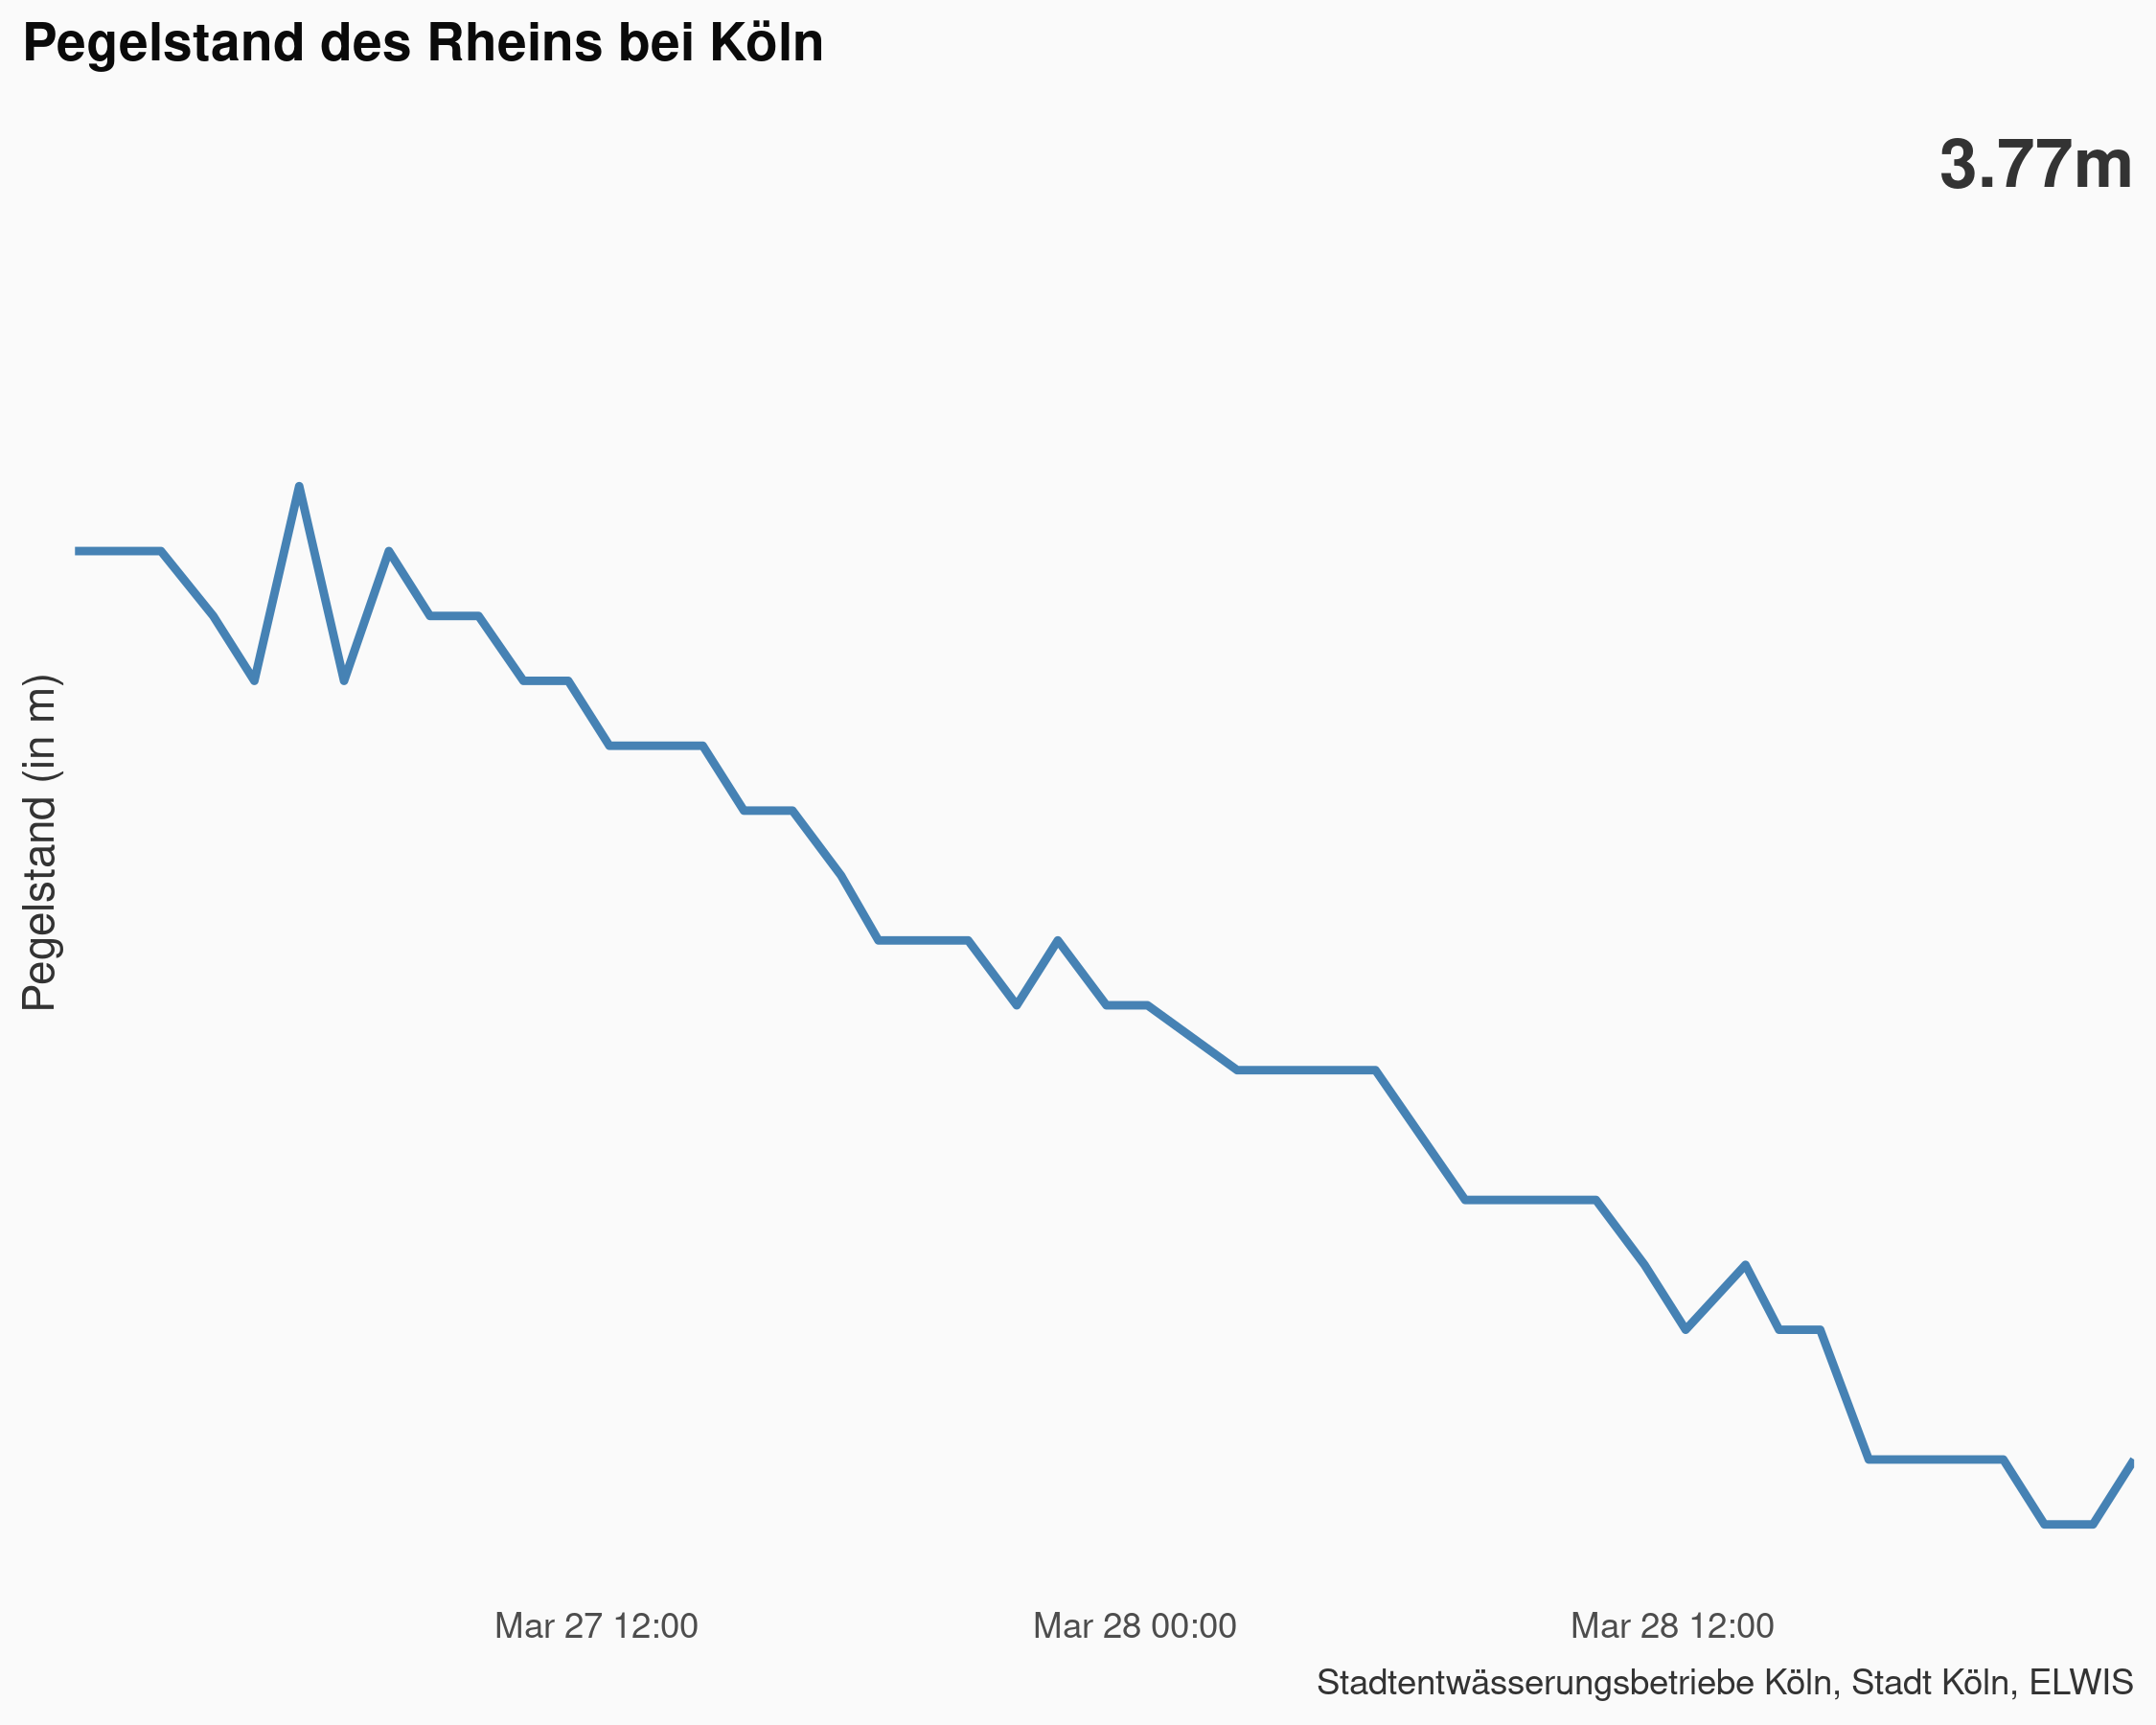 Pegelstand des Rheins bei Köln
3.77m
Pegelstand (in m)
Mar 27 12:00
Mar 28 00:00
Mar 28 12:00
Stadtentwässerungsbetriebe Köln, Stadt Köln, ELWIS